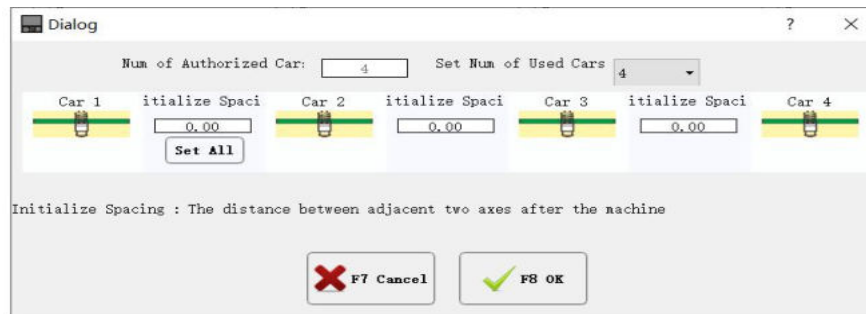 Dialog ? ×
Num of Authorized Car: 4 Set Num of Used Cars 4
Car 1 itialize Spaci Car 2 itialize Spaci Car 3 itialize Spaci Car 4
0.00 0.00 0.00
Set All
Initialize Spacing : The distance between adjacent two axes after the machine
F7 Cancel F8 OK